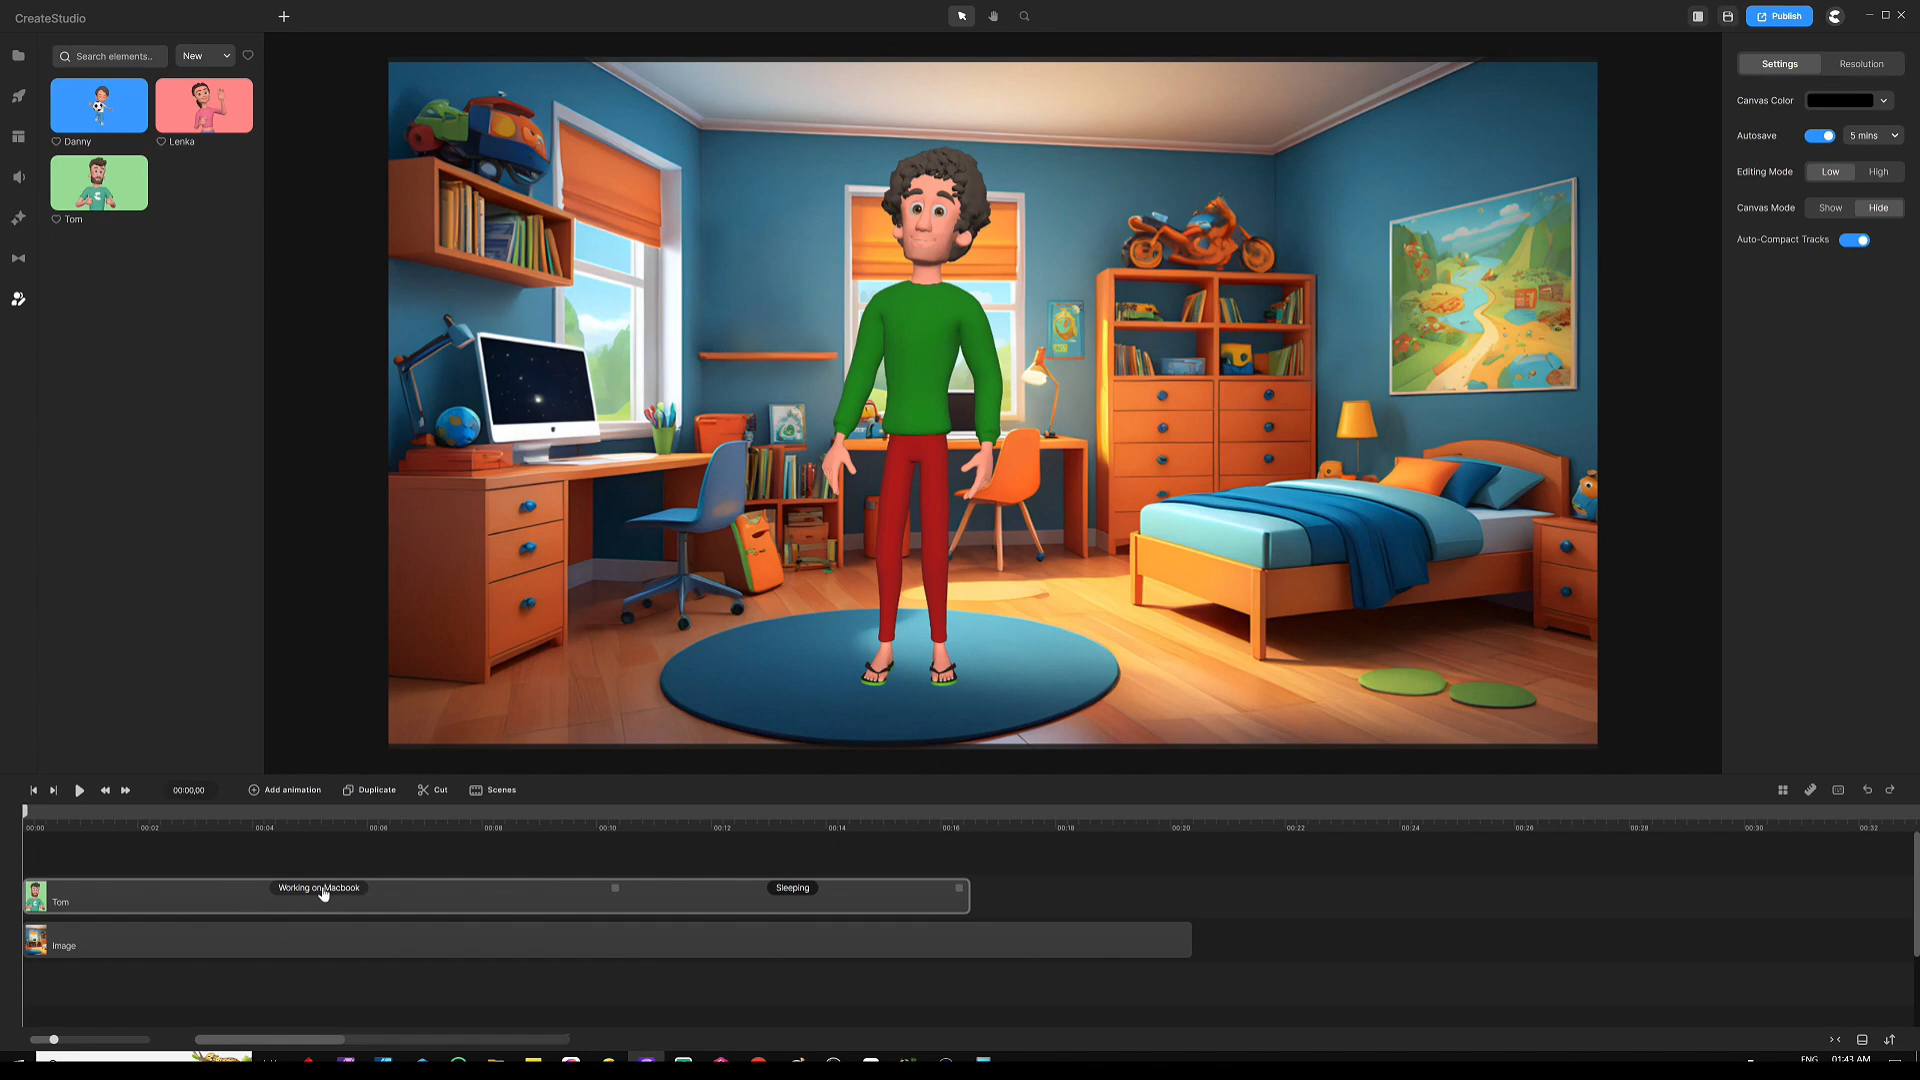 CreateStudio
Publish
Search elements..
New
Danny
Lenka
Tom
Settings
Resolution
Canvas Color
Autosave
5 mins
Editing Mode
Low
High
Canvas Mode
Show
Hide
Auto-Compact Tracks
00:00,00
Add animation
Duplicate
Cut
Scenes
00:00
00:02
00:04
00:06
00:08
00:10
00:12
00:14
00:16
00:18
00:20
00:22
00:24
00:26
00:28
00:30
00:32
Working on Macbook
Sleeping
Tom
Image
ENG
01:43 AM